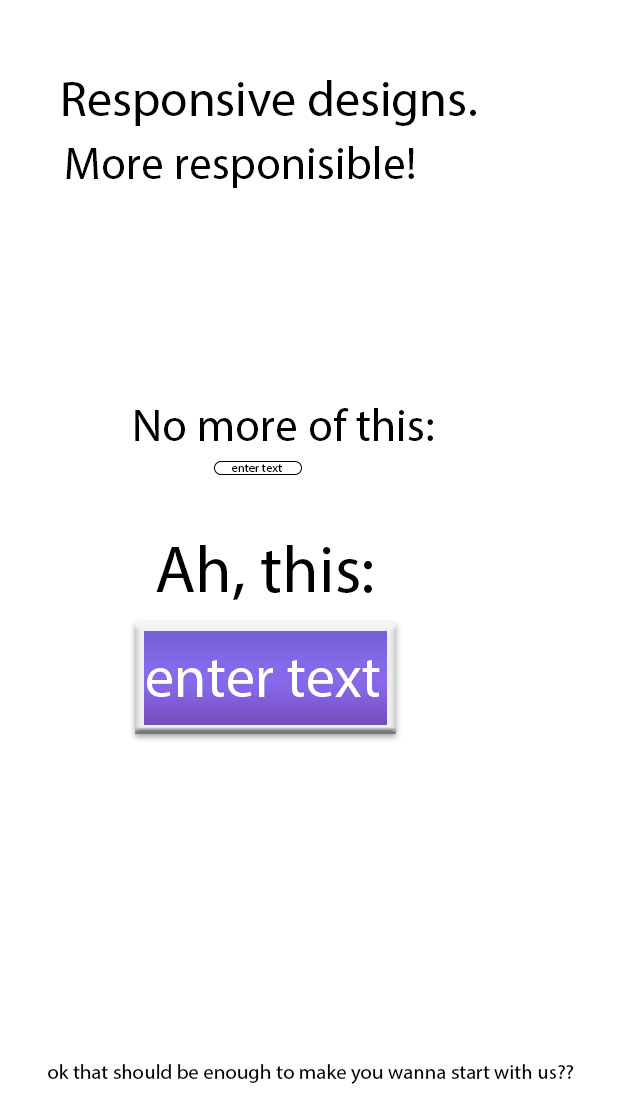 Responsive designs.
More responisible!
No more of this:
enter text
Ah, this:
enter text
ok that should be enough to make you wanna start with us??